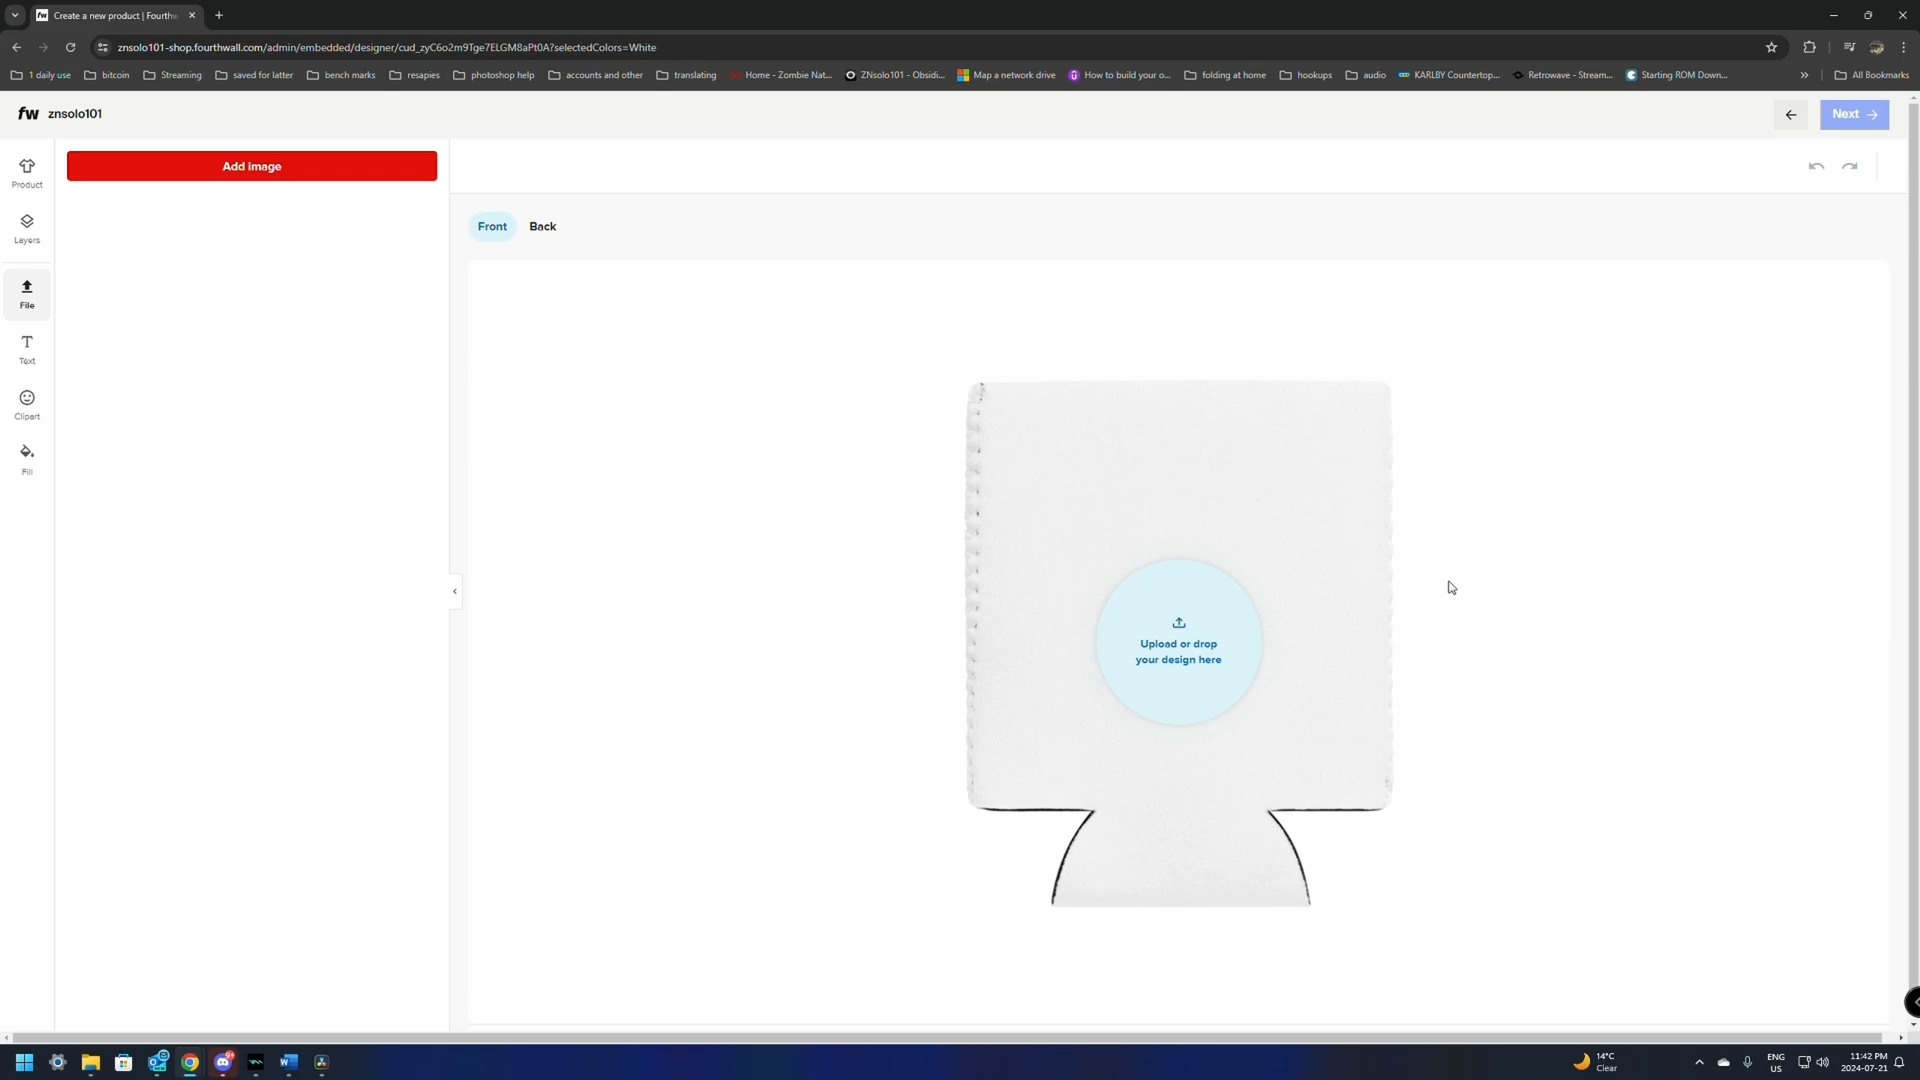 Create a new product | Fourthw
znsolo101-shop.fourthwall.com/admin/embedded/designer/cud_zyC6o2m9Tge7ELGM8aPt0A?selectedColors=White
1 daily use bitcoin Streaming saved for latter bench marks resapies photoshop help accounts and other translating Home - Zombie Nat... ZNsolo101 - Obsidi... Map a network drive How to build your o... folding at home hookups audio KARLBY Countertop... Retrowave - Stream... Starting ROM Down... All Bookmarks
fw znsolo101
Next
Add image
Product
Layers
File
Text
Clipart
Fill
Front Back
Upload or drop
your design here
14°C
Clear
ENG
US
11:42 PM
2024-07-21